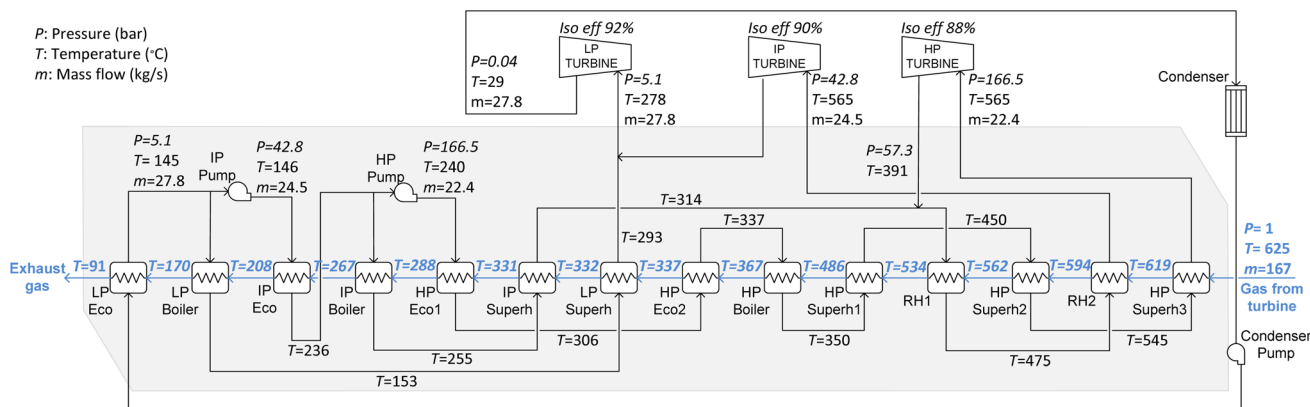 P: Pressure (bar)
T: Temperature (°C)
m: Mass flow (kg/s)
Iso eff 92%
LP
TURBINE
Iso eff 90%
IP
TURBINE
Iso eff 88%
HP
TURBINE
P=0.04
T=29
m=27.8
P=5.1
T=278
m=27.8
P=42.8
T=565
m=24.5
P=166.5
T=565
m=22.4
Condenser
P=5.1
T= 145
m=27.8
IP
Pump
P=42.8
T=146
m=24.5
HP
Pump
P=166.5
T=240
m=22.4
P=57.3
T=391
T=314
T=337
T=450
T=293
P= 1
T= 625
m=167
Gas from
turbine
Exhaust
gas
T=91
T=170
T=208
T=267
T=288
T=331
T=332
T=337
T=367
T=486
T=534
T=562
T=594
T=619
LP
Eco
LP
Boiler
IP
Eco
IP
Boiler
HP
Eco1
IP
Superh
LP
Superh
HP
Eco2
HP
Boiler
HP
Superh1
RH1
HP
Superh2
RH2
HP
Superh3
T=236
T=255
T=306
T=350
T=545
T=153
T=475
Condenser
Pump